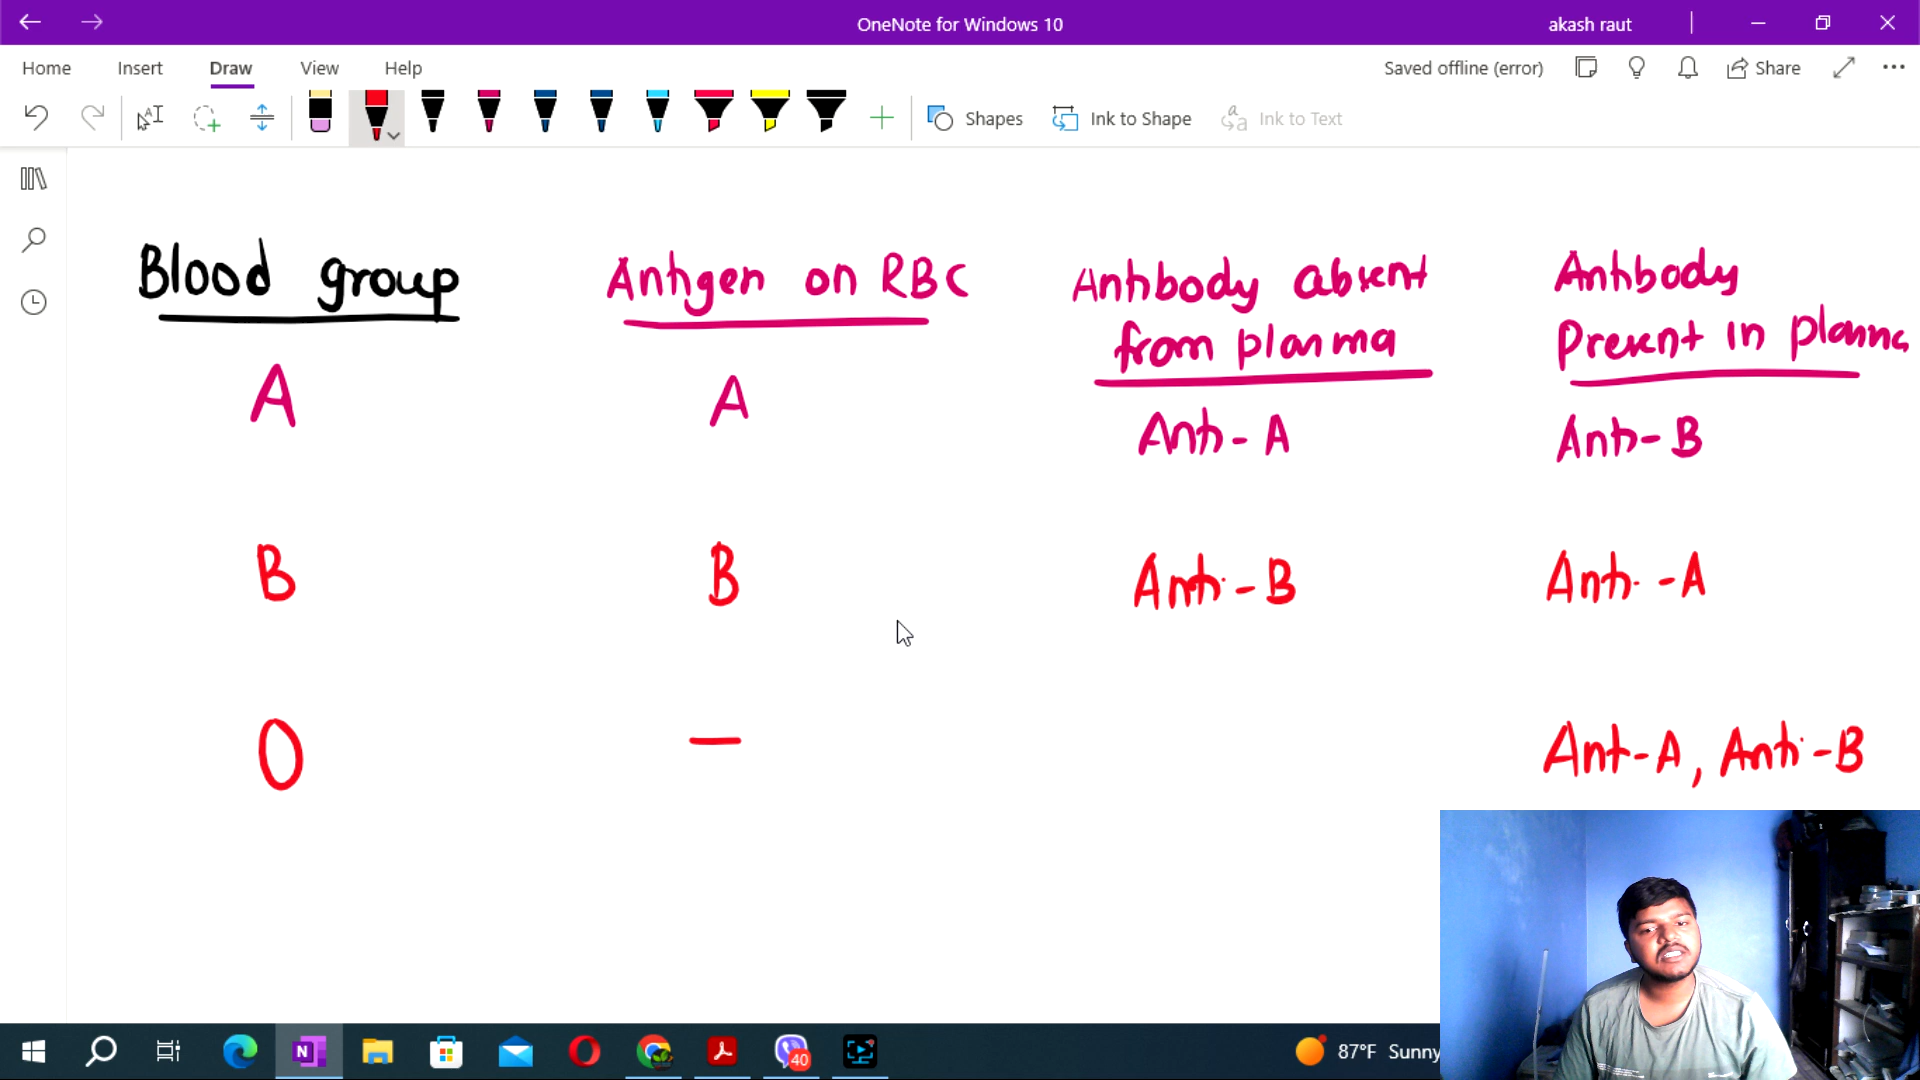 OneNote for Windows 10
akash raut
Home Insert Draw View Help
Saved offline (error) Share
Shapes Ink to Shape Ink to Text
Blood group Antigen on RBC Antibody absent Antibody
from plasma Present in plasma
A A Anti-A Anti-B
B B Anti-B Anti-A
O — Ant-A, Anti-B
40
87°F Sunny